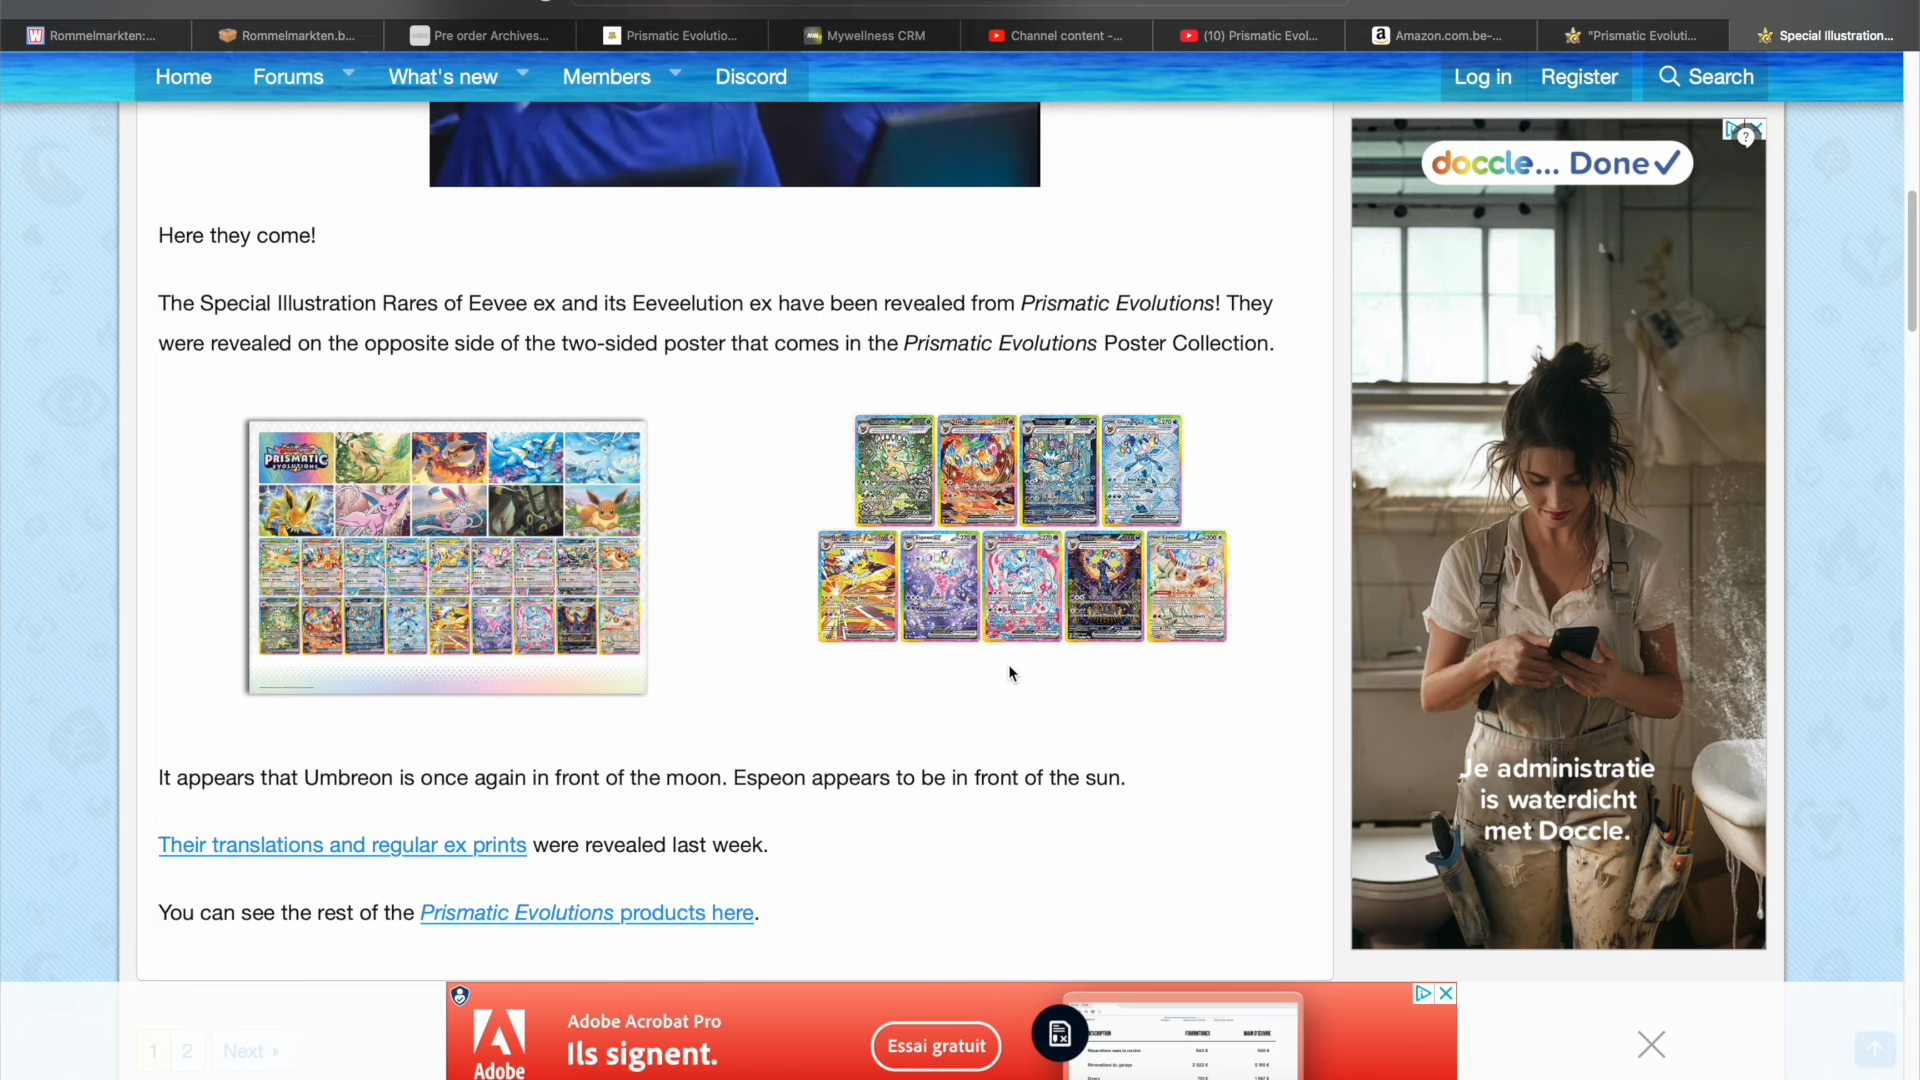 Rommelmarkten:...
Rommelmarkten.b...
Pre order Archives...
Prismatic Evolutio...
Mywellness CRM
Channel content -...
(10) Prismatic Evol...
Amazon.com.be-...
"Prismatic Evoluti...
Special Illustration...
Home
Forums
What's new
Members
Discord
Log in
Register
Search
doccle... Done
Here they come!
The Special Illustration Rares of Eevee ex and its Eeveelution ex have been revealed from Prismatic Evolutions! They
were revealed on the opposite side of the two-sided poster that comes in the Prismatic Evolutions Poster Collection.
PRISMATIC
EVOLUTIONS
It appears that Umbreon is once again in front of the moon. Espeon appears to be in front of the sun.
Their translations and regular ex prints were revealed last week.
You can see the rest of the Prismatic Evolutions products here.
Je administratie
is waterdicht
met Doccle.
1
2
Next
Adobe
Adobe Acrobat Pro
Ils signent.
Essai gratuit